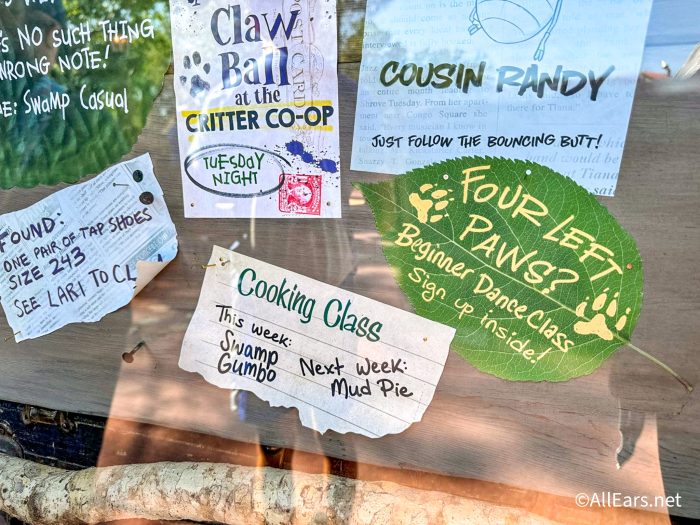 'S NO SUCH THING
WRONG NOTE!
E: SWAMP CASUAL
Claw
Ball
at the
CRITTER CO-OP
TUESDAY
NIGHT
POST CARD
COUSIN RANDY
JUST FOLLOW THE BOUNCING BUTT!
FOUND:
ONE PAIR OF TAP SHOES
SIZE 243
SEE LARI TO CL
Cooking Class
This week:
Swamp
Gumbo
Next week:
Mud Pie
FOUR LEFT
PAWS?
Beginner Dance Class
Sign up inside!
©AllEars.net